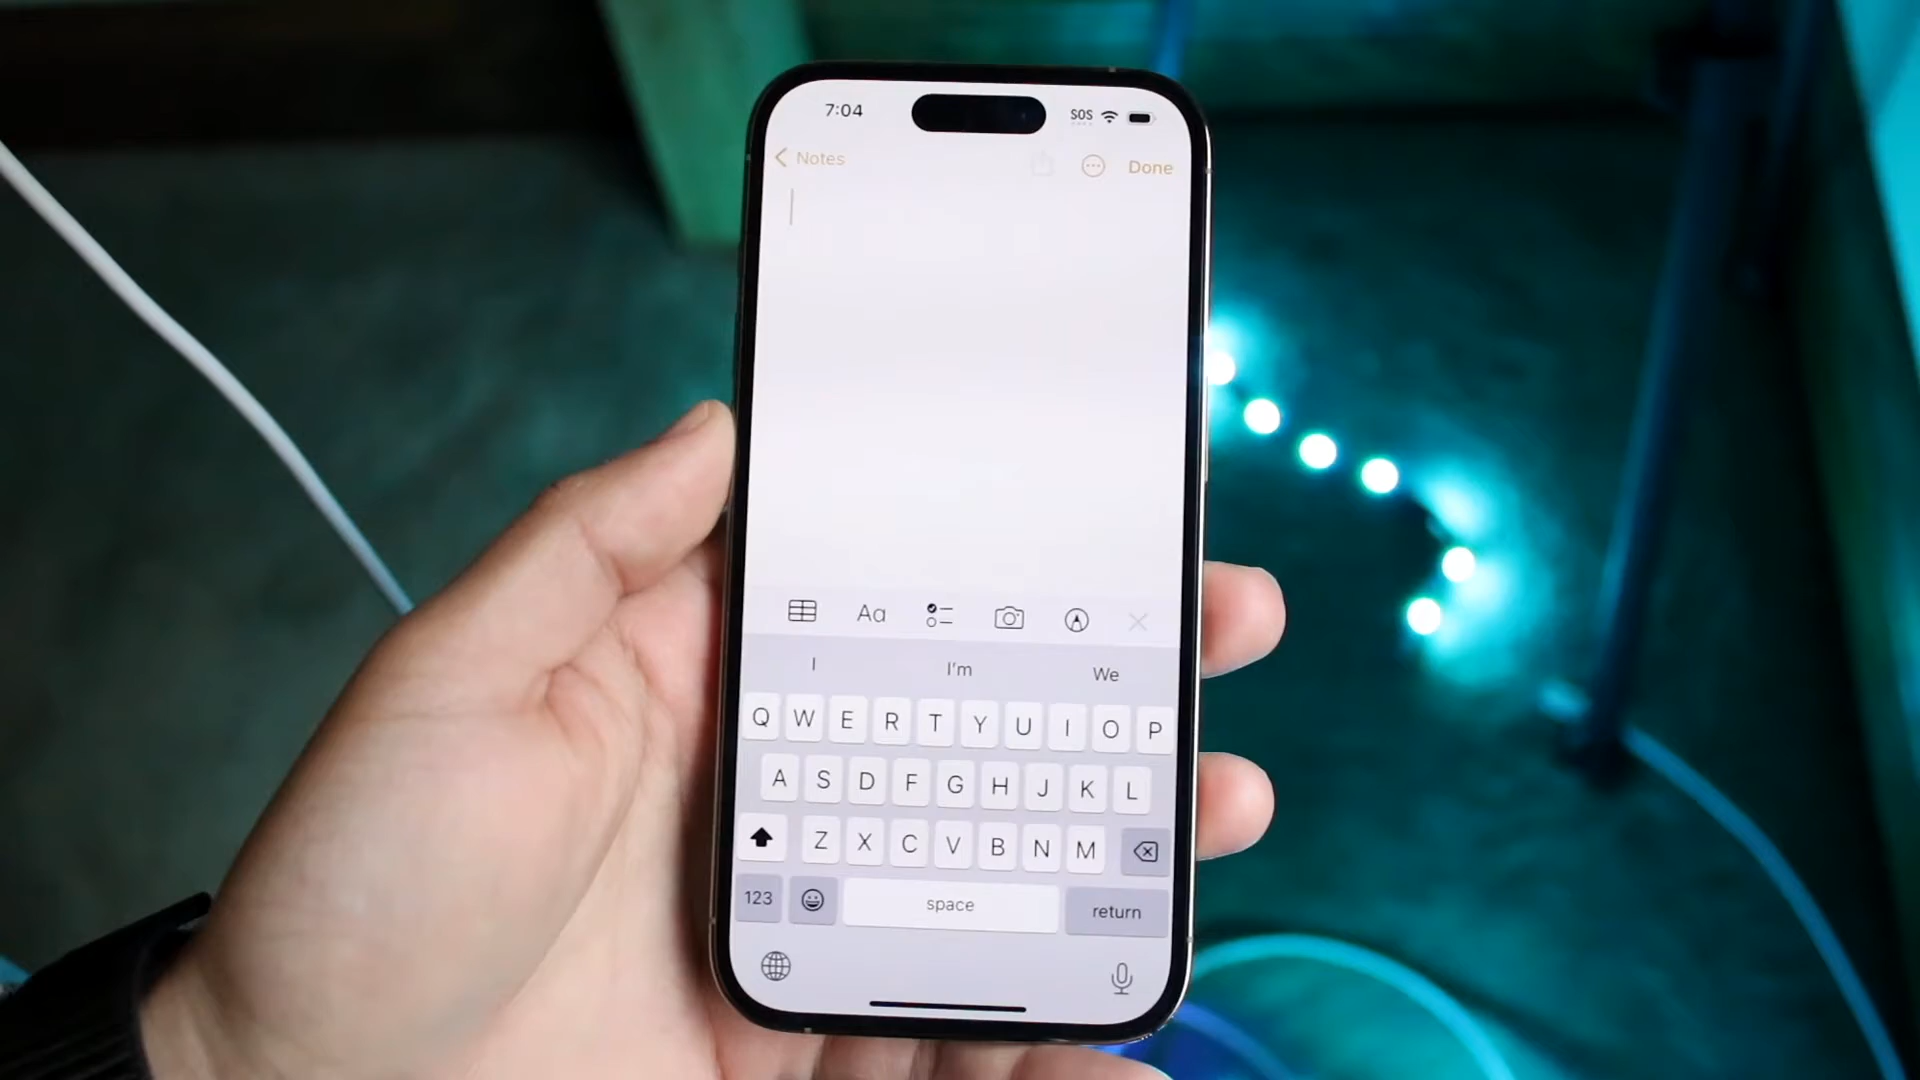 7:04 SOS
Notes Done
Aa
I I'm We
Q W E R T Y U I O P
A S D F G H J K L
Z X C V B N M
123 space return